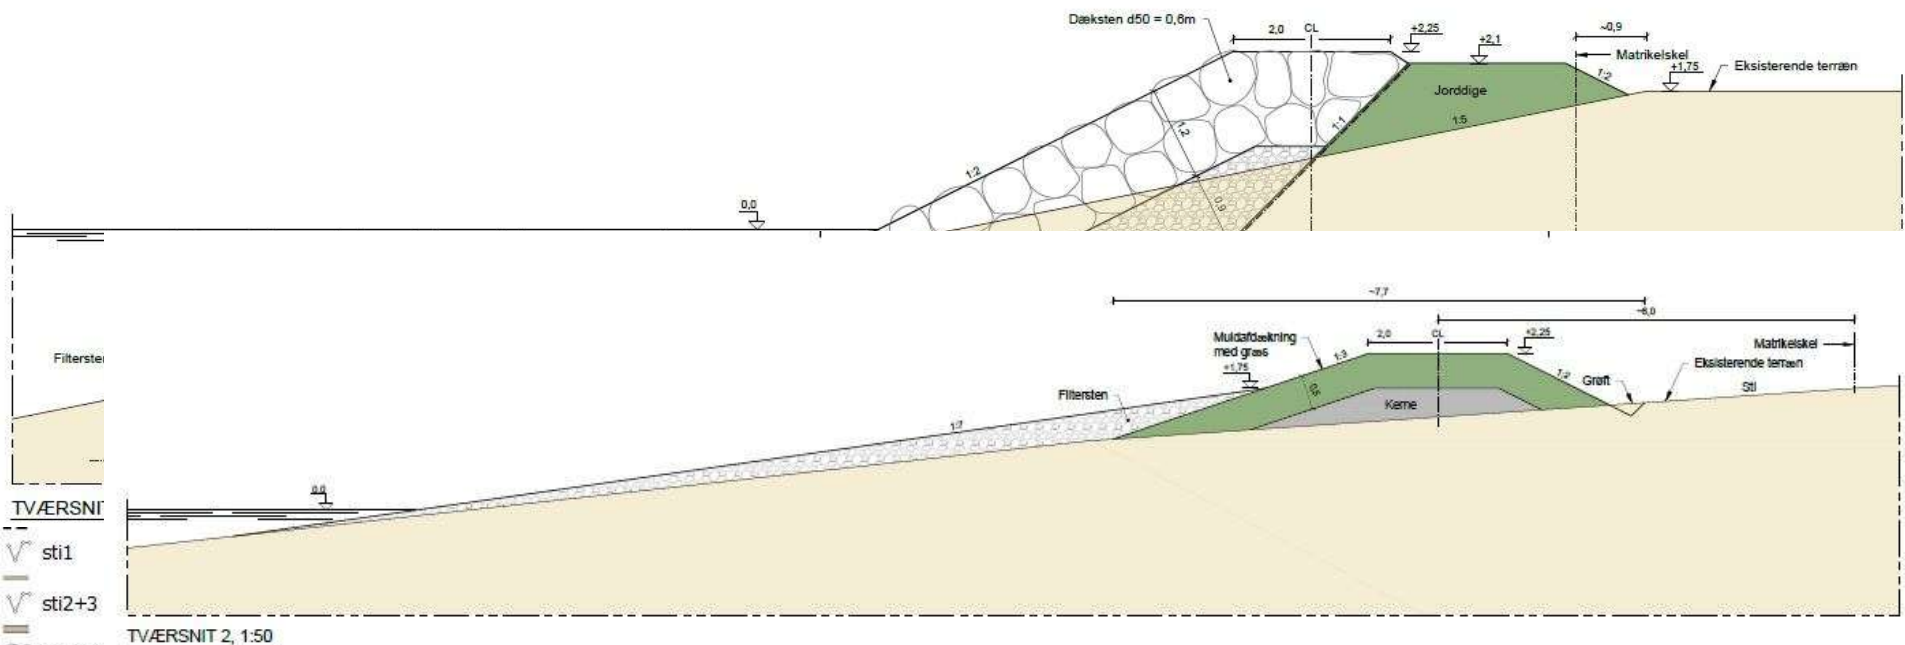 Dæksten d50 = 0,6m
2,0
CL
+2,25
+2,1
~0,9
Matrikelskel
+1,75
Eksisterende terræn
1:2
Jorddige
1:5
1:1
1,2
1:2
0,9
0,0
~7,7
~6,0
Muldafdækning
med græs
1:3
2,0
CL
+2,25
Matrikelskel
+1,75
Eksisterende terræn
1:2
Grøft
Sti
Filterste
Filtersten
0,5
Kerne
1:7
0,0
TVÆRSNIT
sti1
sti2+3
TVÆRSNIT 2, 1:50